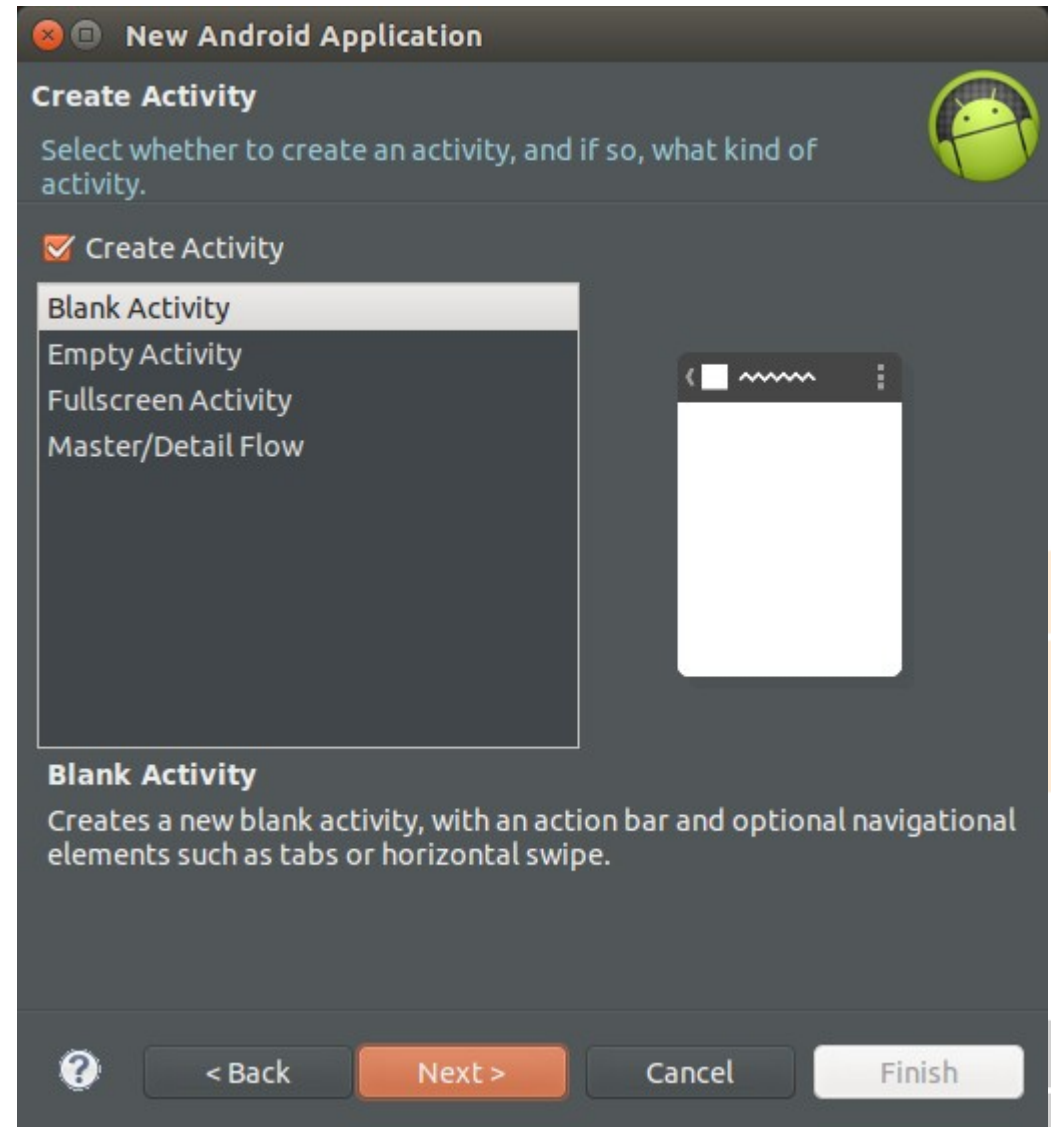 New Android Application
Create Activity
Select whether to create an activity, and if so, what kind of
activity.
Create Activity
Blank Activity
Empty Activity
Fullscreen Activity
Master/Detail Flow
Blank Activity
Creates a new blank activity, with an action bar and optional navigational
elements such as tabs or horizontal swipe.
< Back
Next >
Cancel
Finish